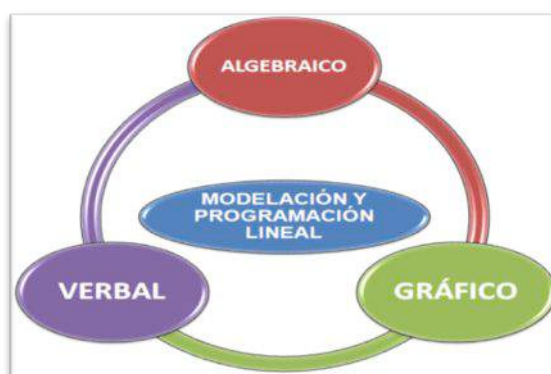 ALGEBRAICO
MODELACIÓN Y
PROGRAMACIÓN
LINEAL
VERBAL
GRÁFICO